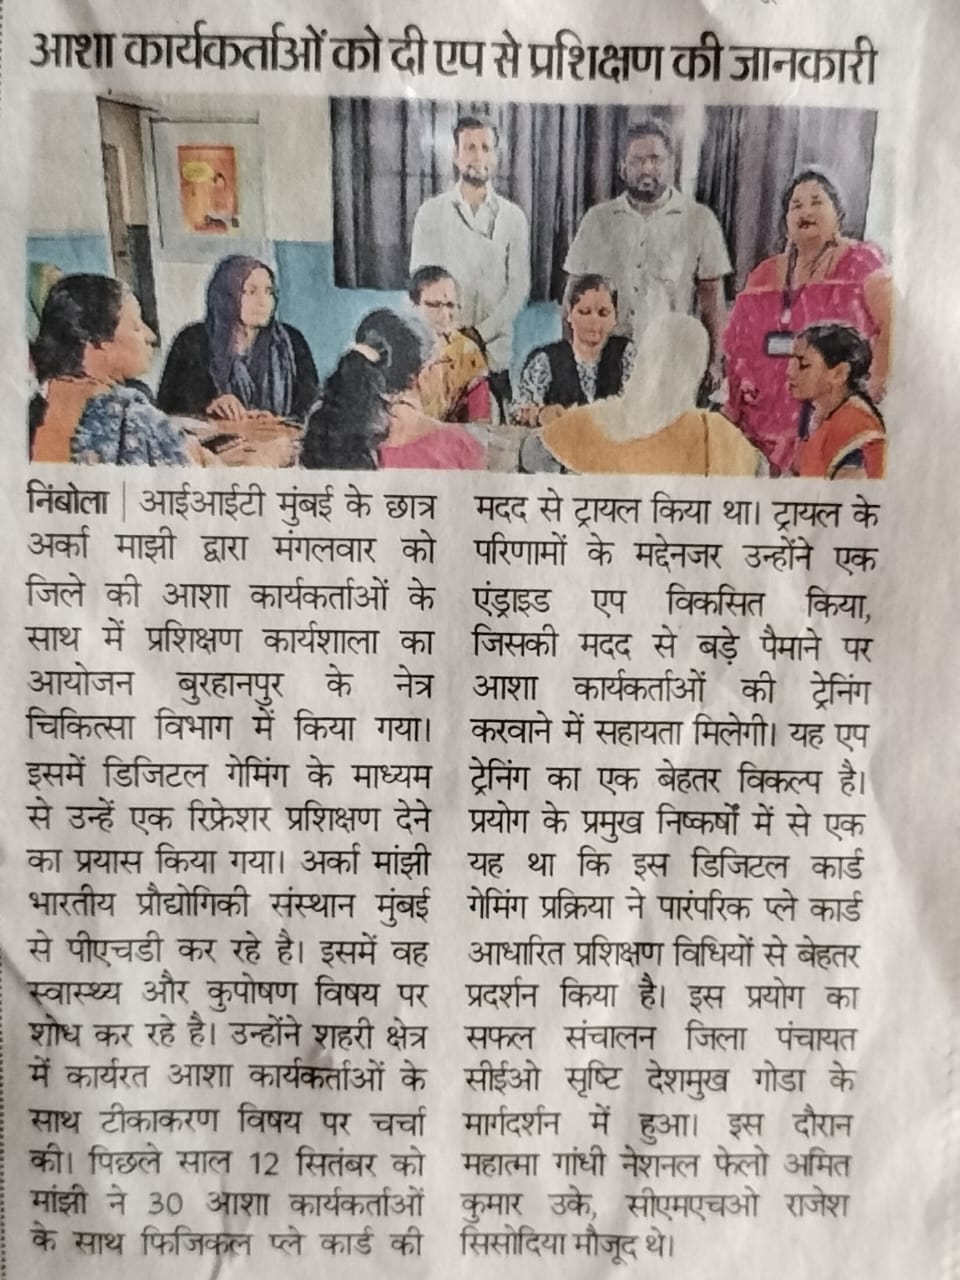 आशा कार्यकर्ताओं को दी एप से प्रशिक्षण की जानकारी
निंबोला | आईआईटी मुंबई के छात्र
अर्का माझी द्वारा मंगलवार को
जिले की आशा कार्यकर्ताओं के
साथ में प्रशिक्षण कार्यशाला का
आयोजन बुरहानपुर के नेत्र
चिकित्सा विभाग में किया गया।
इसमें डिजिटल गेमिंग के माध्यम
से उन्हें एक रिफ्रेशर प्रशिक्षण देने
का प्रयास किया गया। अर्का मांझी
भारतीय प्रौद्योगिकी संस्थान मुंबई
से पीएचडी कर रहे है। इसमें वह
स्वास्थ्य और कुपोषण विषय पर
शोध कर रहे है। उन्होंने शहरी क्षेत्र
में कार्यरत आशा कार्यकर्ताओं के
साथ टीकाकरण विषय पर चर्चा
की। पिछले साल 12 सितंबर को
मांझी ने 30 आशा कार्यकर्ताओं
के साथ फिजिकल प्ले कार्ड की
मदद से ट्रायल किया था। ट्रायल के
परिणामों के मद्देनजर उन्होंने एक
एंड्राइड एप विकसित किया,
जिसकी मदद से बड़े पैमाने पर
आशा कार्यकर्ताओं की ट्रेनिंग
करवाने में सहायता मिलेगी। यह एप
ट्रेनिंग का एक बेहतर विकल्प है।
प्रयोग के प्रमुख निष्कर्षों में से एक
यह था कि इस डिजिटल कार्ड
गेमिंग प्रक्रिया ने पारंपरिक प्ले कार्ड
आधारित प्रशिक्षण विधियों से बेहतर
प्रदर्शन किया है। इस प्रयोग का
सफल संचालन जिला पंचायत
सीईओ सृष्टि देशमुख गोडा के
मार्गदर्शन में हुआ। इस दौरान
महात्मा गांधी नेशनल फेलो अमित
कुमार उके, सीएमएचओ राजेश
सिसोदिया मौजूद थे।